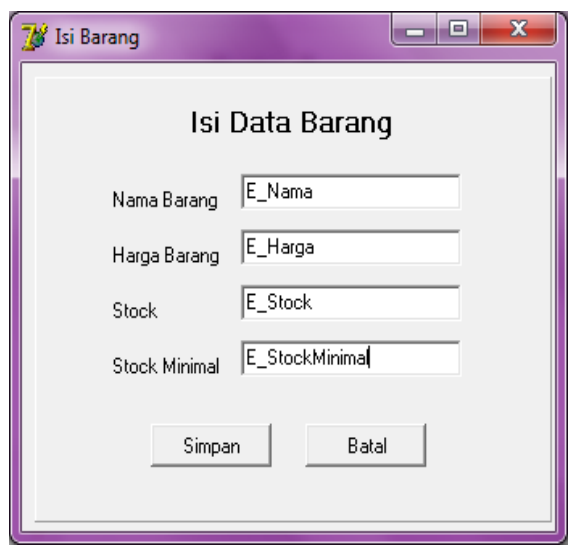 Isi Barang
Isi Data Barang
Nama Barang E_Nama
Harga Barang E_Harga
Stock E_Stock
Stock Minimal E_StockMinimal
Simpan Batal